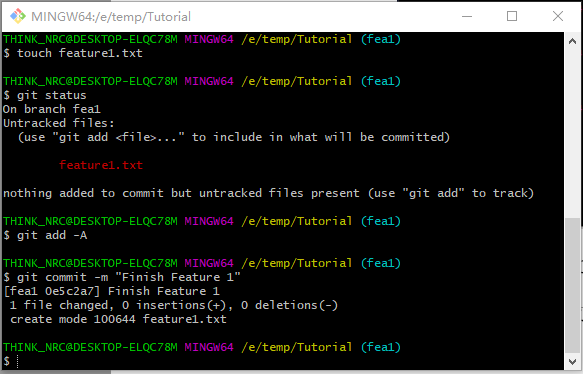 MINGW64:/e/temp/Tutorial
THINK_NRC@DESKTOP-ELQC78M MINGW64 /e/temp/Tutorial (fea1)
$ touch feature1.txt
THINK_NRC@DESKTOP-ELQC78M MINGW64 /e/temp/Tutorial (fea1)
$ git status
On branch fea1
Untracked files:
(use "git add <file>..." to include in what will be committed)
feature1.txt
nothing added to commit but untracked files present (use "git add" to track)
THINK_NRC@DESKTOP-ELQC78M MINGW64 /e/temp/Tutorial (fea1)
$ git add -A
THINK_NRC@DESKTOP-ELQC78M MINGW64 /e/temp/Tutorial (fea1)
$ git commit -m "Finish Feature 1"
[fea1 0e5c2a7] Finish Feature 1
1 file changed, 0 insertions(+), 0 deletions(-)
create mode 100644 feature1.txt
THINK_NRC@DESKTOP-ELQC78M MINGW64 /e/temp/Tutorial (fea1)
$